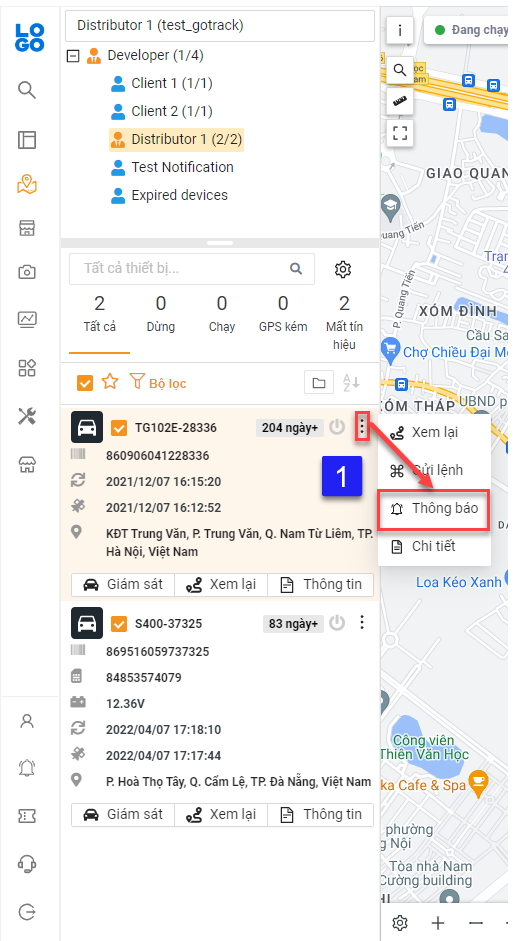 LO
GO
Distributor 1 (test_gotrack)
Developer (1/4)
Client 1 (1/1)
Client 2 (1/1)
Distributor 1 (2/2)
Test Notification
Expired devices
Tất cả thiết bị...
2
0
0
0
2
Tất cả
Dừng
Chạy
GPS kém
Mất tín
hiệu
Bộ lọc
TG102E-28336
204 ngày+
860906041228336
2021/12/07 16:15:20
2021/12/07 16:12:52
KĐT Trung Văn, P. Trung Văn, Q. Nam Từ Liêm, TP.
Hà Nội, Việt Nam
Giám sát
Xem lại
Thông tin
S400-37325
83 ngày+
869516059737325
84853574079
12.36V
2022/04/07 17:18:10
2022/04/07 17:17:44
P. Hoà Thọ Tây, Q. Cẩm Lệ, TP. Đà Nẵng, Việt Nam
Giám sát
Xem lại
Thông tin
1
Xem lại
Gửi lệnh
Thông báo
Chi tiết
i
Đang chạy
GIAO QUAN
uang Tiến
P. Quang Tiến
Trạm
XÓM ĐÌNH
Cầu Sa
Chợ Chiều Đại Mỗ
UBND p
XÓM THÁP
Loa Kéo Xanh
Công viên
Thiên Văn Học
ka Cafe & Spa
phường
g Nội
Tòa nhà Nam
Cường building
HI